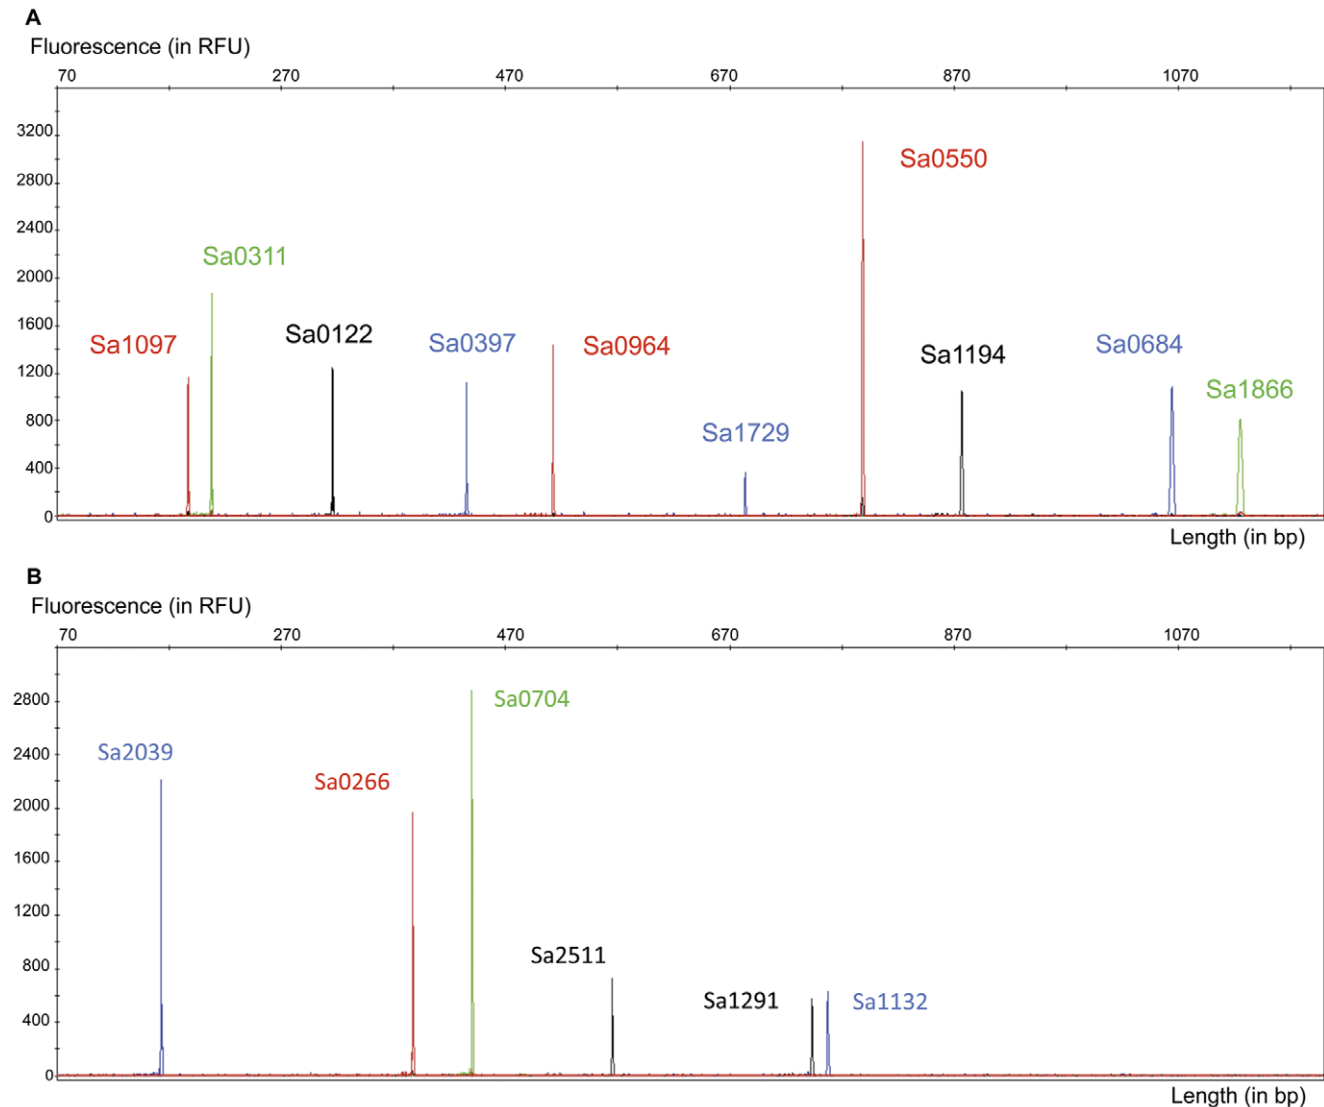 A
Fluorescence (in RFU)
70 270 470 670 870 1070
3200
2800
2400
2000
1600
1200
800
400
0
Sa0550
Sa0311
Sa1097
Sa0122
Sa0397
Sa0964
Sa1729
Sa1194
Sa0684
Sa1866
Length (in bp)
B
Fluorescence (in RFU)
70 270 470 670 870 1070
2800
2400
2000
1600
1200
800
400
0
Sa0704
Sa2039
Sa0266
Sa2511
Sa1291
Sa1132
Length (in bp)